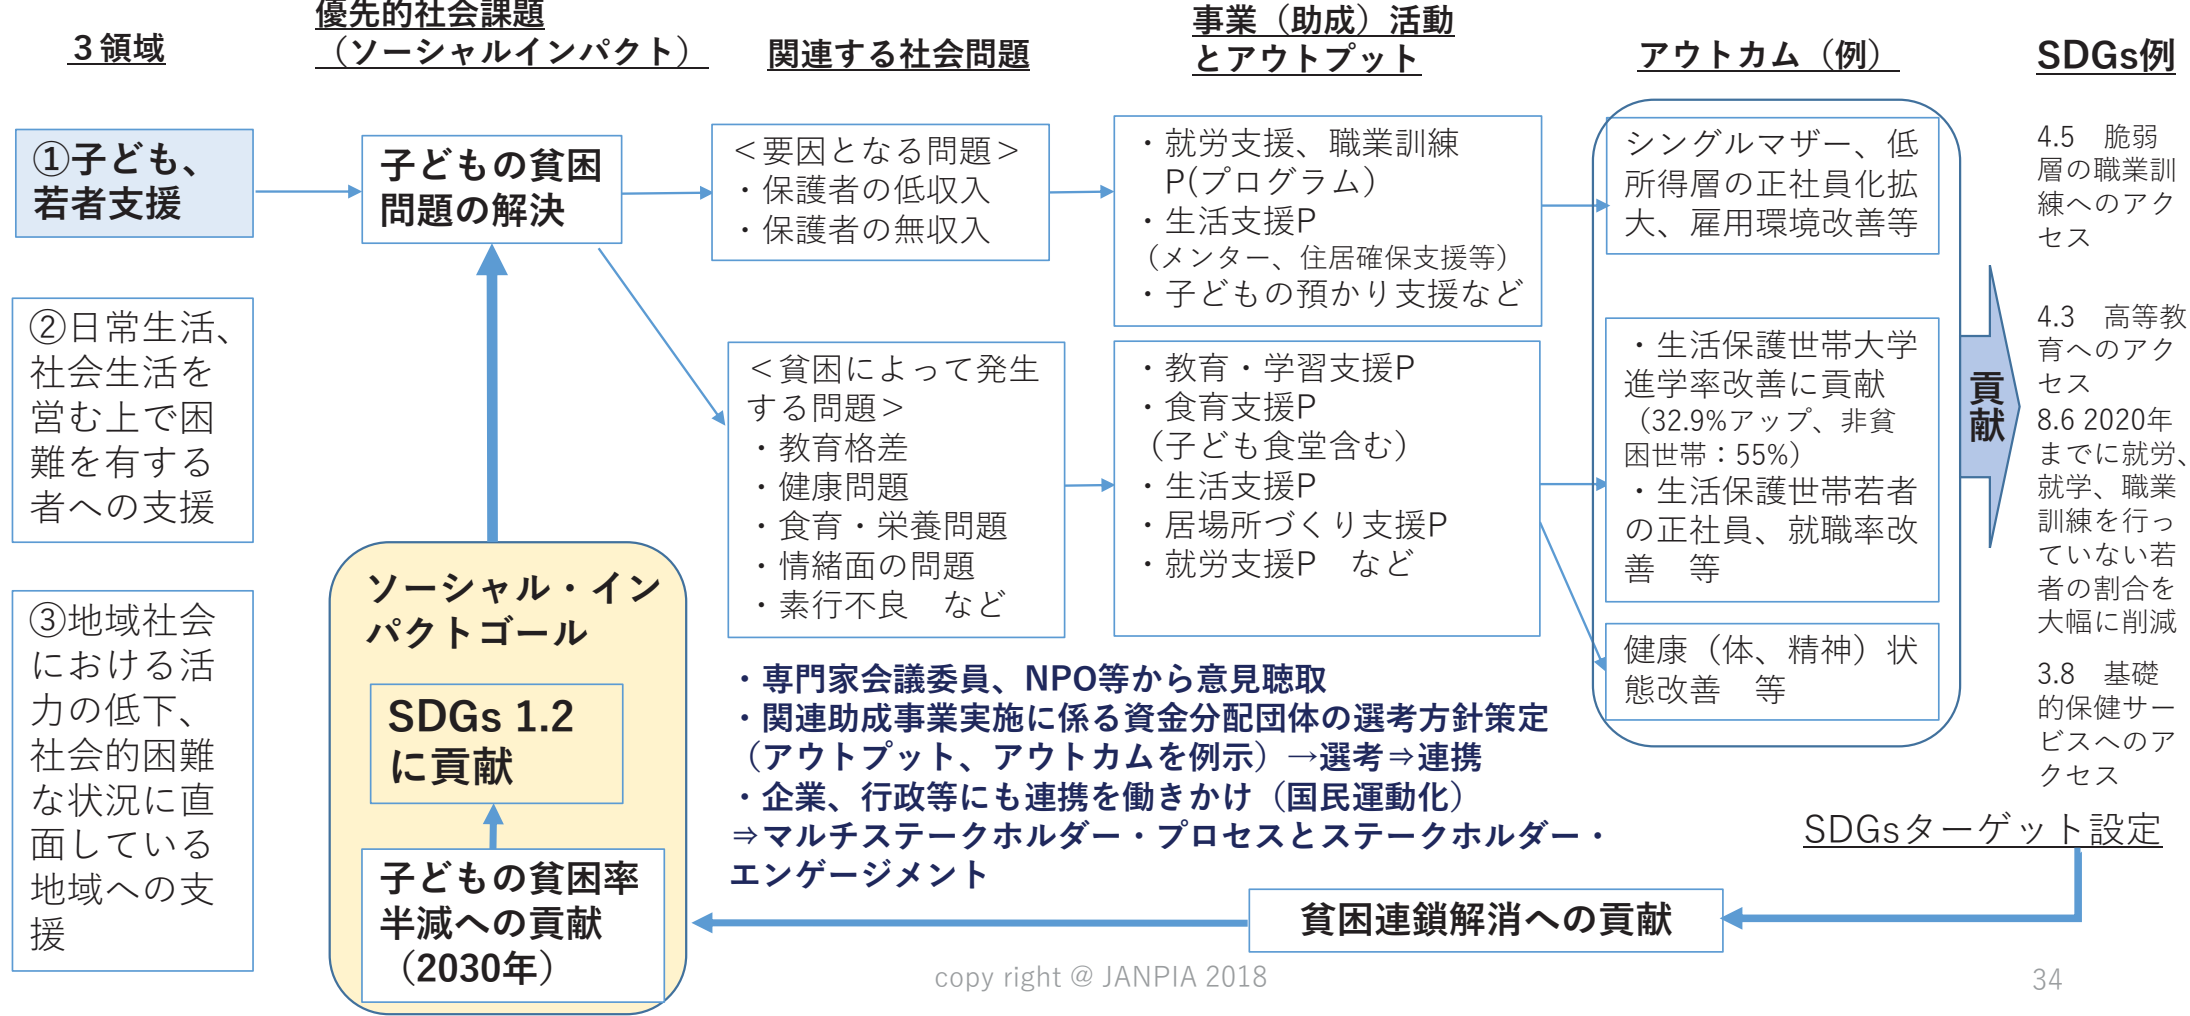 ３領域
優先的社会課題
（ソーシャルインパクト）
関連する社会問題
事業（助成）活動
とアウトプット
アウトカム（例）
SDGs例
①子ども、
若者支援
②日常生活、
社会生活を
営む上で困
難を有する
者への支援
③地域社会
における活
力の低下、
社会的困難
な状況に直
面している
地域への支
援
子どもの貧困
問題の解決
ソーシャル・イン
パクトゴール
SDGs 1.2
に貢献
子どもの貧困率
半減への貢献
（2030年）
＜要因となる問題＞
・保護者の低収入
・保護者の無収入
＜貧困によって発生
する問題＞
・教育格差
・健康問題
・食育・栄養問題
・情緒面の問題
・素行不良　など
・就労支援、職業訓練
P(プログラム）
・生活支援P
（メンター、住居確保支援等）
・子どもの預かり支援など
・教育・学習支援P
・食育支援P
（子ども食堂含む）
・生活支援P
・居場所づくり支援P
・就労支援P　など
シングルマザー、低
所得層の正社員化拡
大、雇用環境改善等
・生活保護世帯大学
進学率改善に貢献
（32.9%アップ、非貧
困世帯：55%）
・生活保護世帯若者
の正社員、就職率改
善　等
健康（体、精神）状
態改善　等
貢
献
4.5　脆弱
層の職業訓
練へのアク
セス
4.3　高等教
育へのアク
セス
8.6 2020年
までに就労、
就学、職業
訓練を行っ
ていない若
者の割合を
大幅に削減
3.8　基礎
的保健サー
ビスへのア
クセス
・専門家会議委員、NPO等から意見聴取
・関連助成事業実施に係る資金分配団体の選考方針策定
（アウトプット、アウトカムを例示）→選考⇒連携
・企業、行政等にも連携を働きかけ（国民運動化）
⇒マルチステークホルダー・プロセスとステークホルダー・
エンゲージメント
SDGsターゲット設定
貧困連鎖解消への貢献
copy right @ JANPIA 2018
34